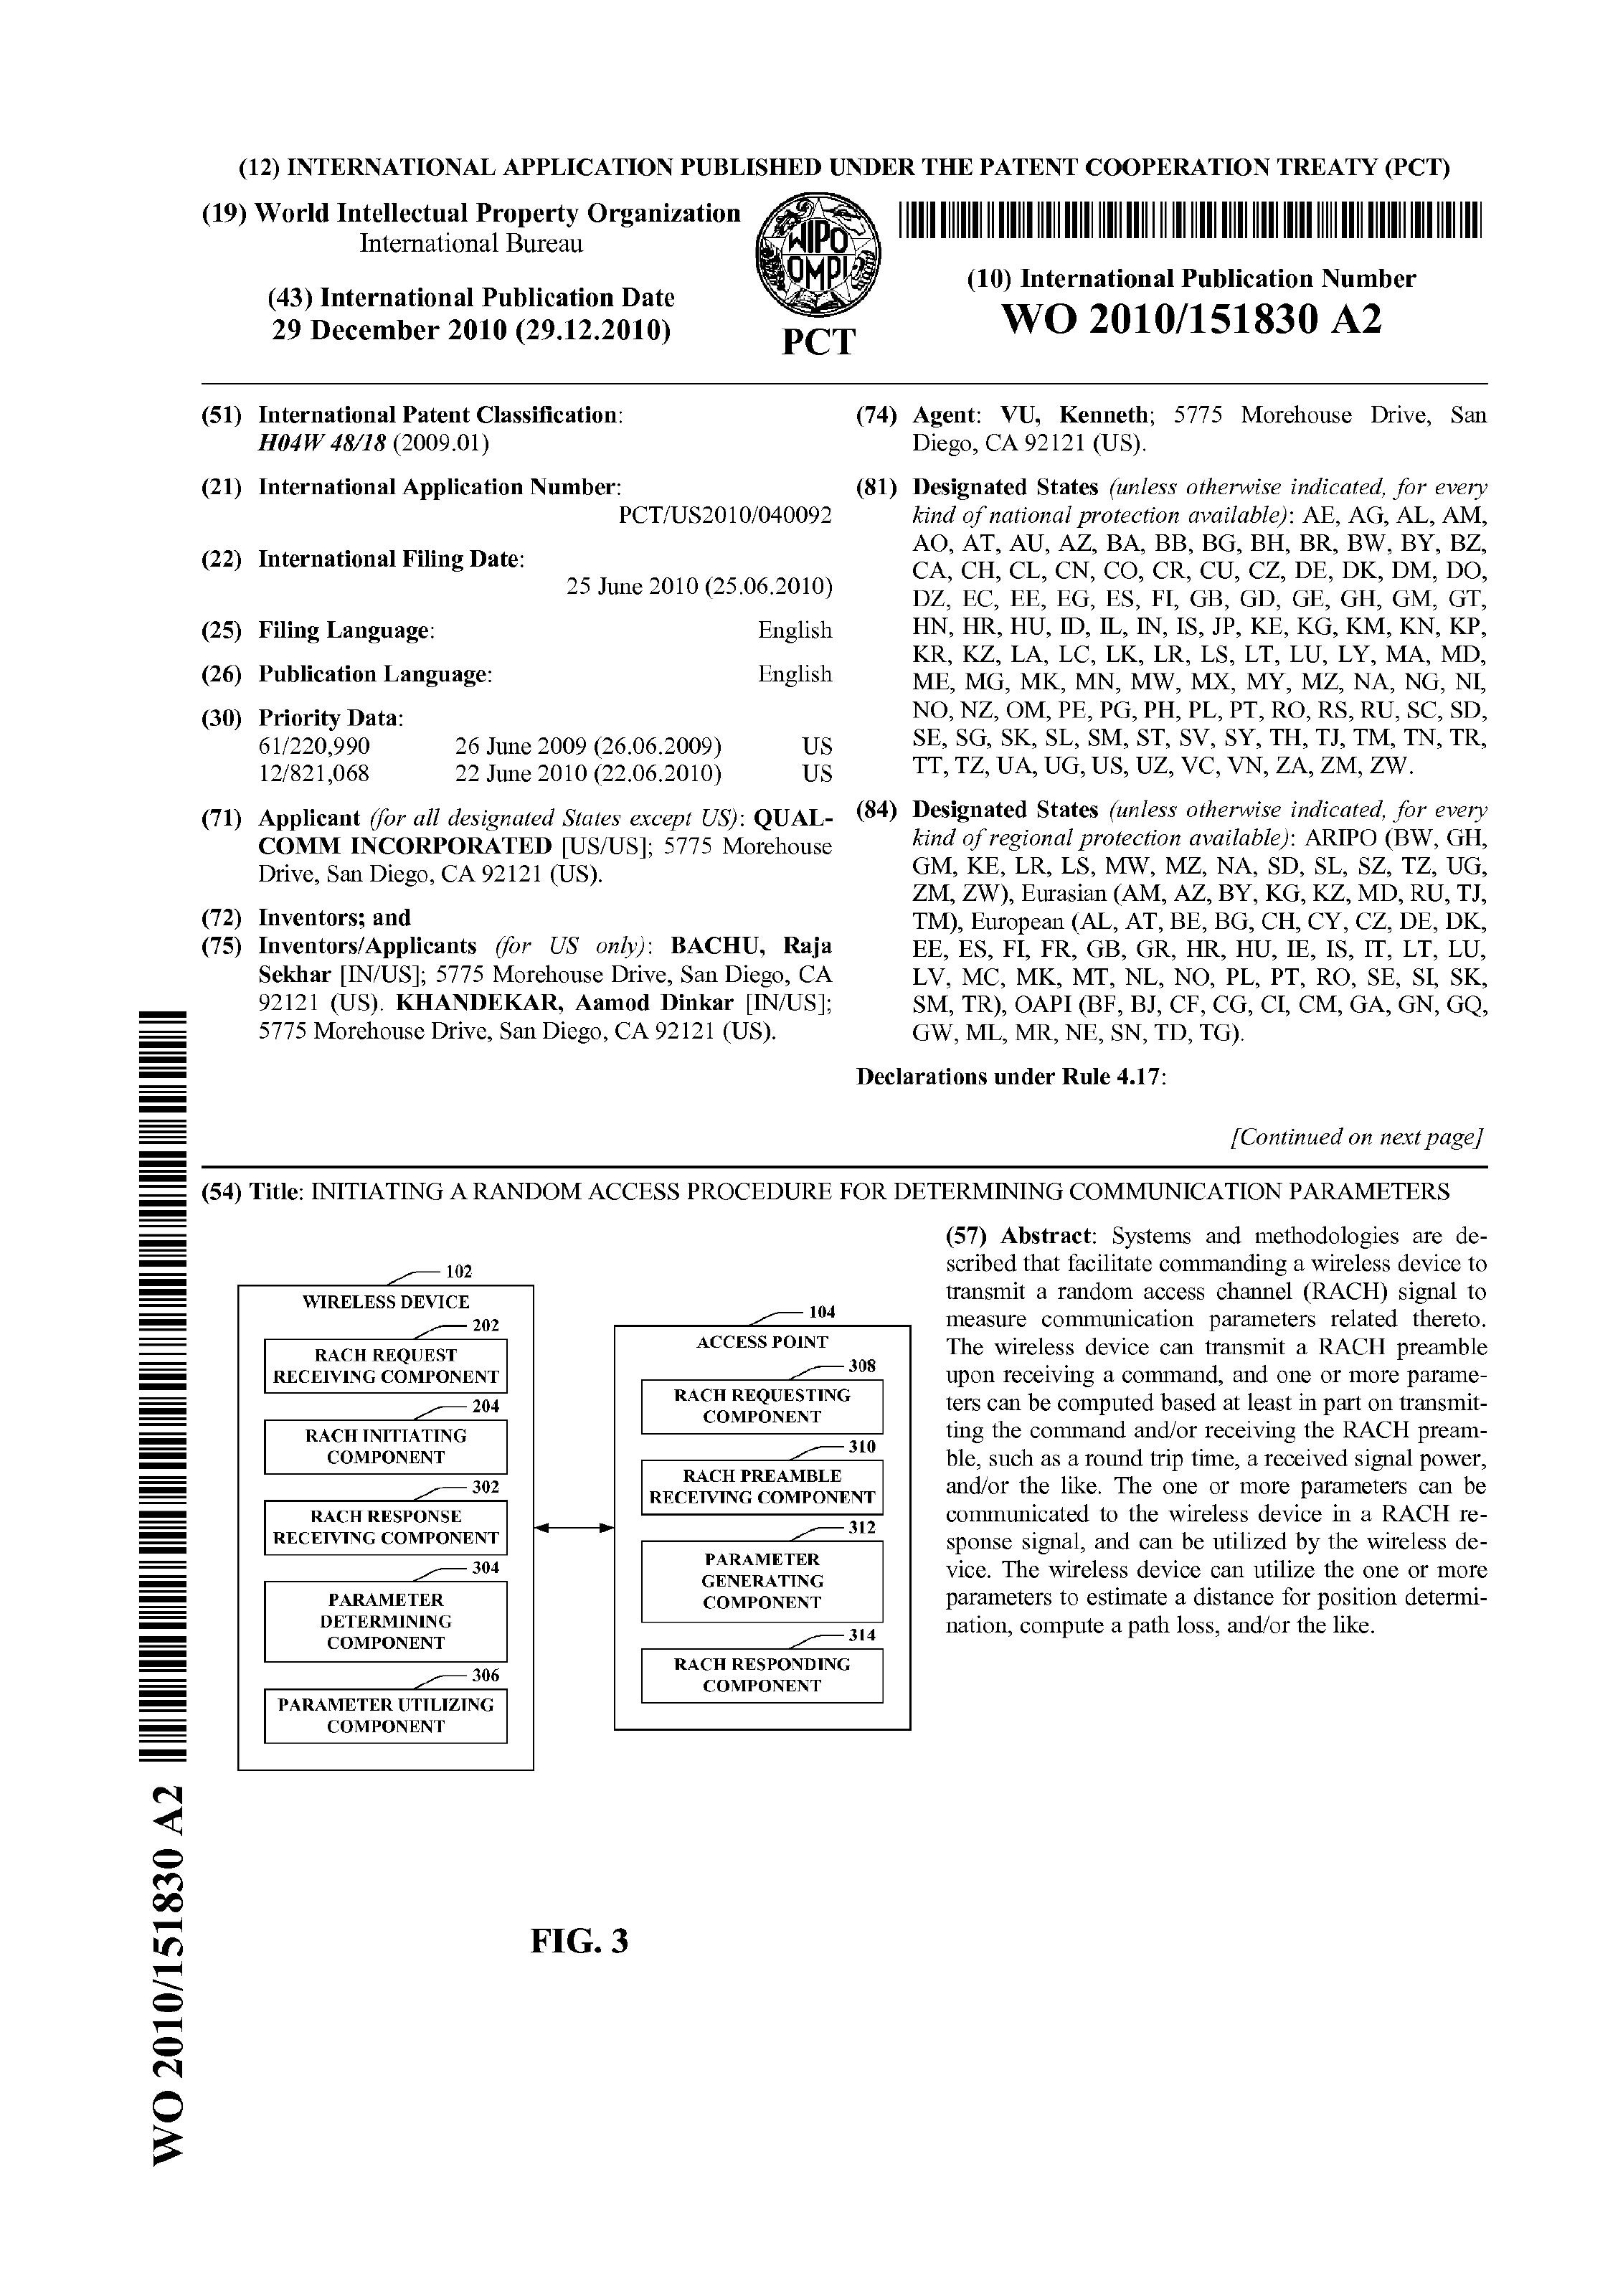 (12) INTERNATIONAL APPLICATION PUBLISHED UNDER THE PATENT COOPERATION TREATY (PCT)
(19) World Intellectual Property Organization
International Bureau
(43) International Publication Date
29 December 2010 (29.12.2010)
WIPO
OMPI
PCT
(10) International Publication Number
WO 2010/151830 A2
(51) International Patent Classification:
H04W 48/18 (2009.01)
(21) International Application Number:
PCT/US2010/040092
(22) International Filing Date:
25 June 2010 (25.06.2010)
(25) Filing Language: English
(26) Publication Language: English
(30) Priority Data:
61/220,990 26 June 2009 (26.06.2009) US
12/821,068 22 June 2010 (22.06.2010) US
(71) Applicant (for all designated States except US): QUAL-
COMM INCORPORATED [US/US]; 5775 Morehouse
Drive, San Diego, CA 92121 (US).
(72) Inventors; and
(75) Inventors/Applicants (for US only): BACHU, Raja
Sekhar [IN/US]; 5775 Morehouse Drive, San Diego, CA
92121 (US). KHANDEKAR, Aamod Dinkar [IN/US];
5775 Morehouse Drive, San Diego, CA 92121 (US).
(74) Agent: VU, Kenneth; 5775 Morehouse Drive, San
Diego, CA 92121 (US).
(81) Designated States (unless otherwise indicated, for every
kind of national protection available): AE, AG, AL, AM,
AO, AT, AU, AZ, BA, BB, BG, BH, BR, BW, BY, BZ,
CA, CH, CL, CN, CO, CR, CU, CZ, DE, DK, DM, DO,
DZ, EC, EE, EG, ES, FI, GB, GD, GE, GH, GM, GT,
HN, HR, HU, ID, IL, IN, IS, JP, KE, KG, KM, KN, KP,
KR, KZ, LA, LC, LK, LR, LS, LT, LU, LY, MA, MD,
ME, MG, MK, MN, MW, MX, MY, MZ, NA, NG, NI,
NO, NZ, OM, PE, PG, PH, PL, PT, RO, RS, RU, SC, SD,
SE, SG, SK, SL, SM, ST, SV, SY, TH, TJ, TM, TN, TR,
TT, TZ, UA, UG, US, UZ, VC, VN, ZA, ZM, ZW.
(84) Designated States (unless otherwise indicated, for every
kind of regional protection available): ARIPO (BW, GH,
GM, KE, LR, LS, MW, MZ, NA, SD, SL, SZ, TZ, UG,
ZM, ZW), Eurasian (AM, AZ, BY, KG, KZ, MD, RU, TJ,
TM), European (AL, AT, BE, BG, CH, CY, CZ, DE, DK,
EE, ES, FI, FR, GB, GR, HR, HU, IE, IS, IT, LT, LU,
LV, MC, MK, MT, NL, NO, PL, PT, RO, SE, SI, SK,
SM, TR), OAPI (BF, BJ, CF, CG, CI, CM, GA, GN, GQ,
GW, ML, MR, NE, SN, TD, TG).
Declarations under Rule 4.17:
[Continued on next page]
(54) Title: INITIATING A RANDOM ACCESS PROCEDURE FOR DETERMINING COMMUNICATION PARAMETERS
102
WIRELESS DEVICE
202
RACH REQUEST
RECEIVING COMPONENT
204
RACH INITIATING
COMPONENT
302
RACH RESPONSE
RECEIVING COMPONENT
304
PARAMETER
DETERMINING
COMPONENT
306
PARAMETER UTILIZING
COMPONENT
104
ACCESS POINT
308
RACH REQUESTING
COMPONENT
310
RACH PREAMBLE
RECEIVING COMPONENT
312
PARAMETER
GENERATING
COMPONENT
314
RACH RESPONDING
COMPONENT
FIG. 3
(57) Abstract: Systems and methodologies are de-
scribed that facilitate commanding a wireless device to
transmit a random access channel (RACH) signal to
measure communication parameters related thereto.
The wireless device can transmit a RACH preamble
upon receiving a command, and one or more parame-
ters can be computed based at least in part on transmit-
ting the command and/or receiving the RACH pream-
ble, such as a round trip time, a received signal power,
and/or the like. The one or more parameters can be
communicated to the wireless device in a RACH re-
sponse signal, and can be utilized by the wireless de-
vice. The wireless device can utilize the one or more
parameters to estimate a distance for position determi-
nation, compute a path loss, and/or the like.
WO 2010/151830 A2